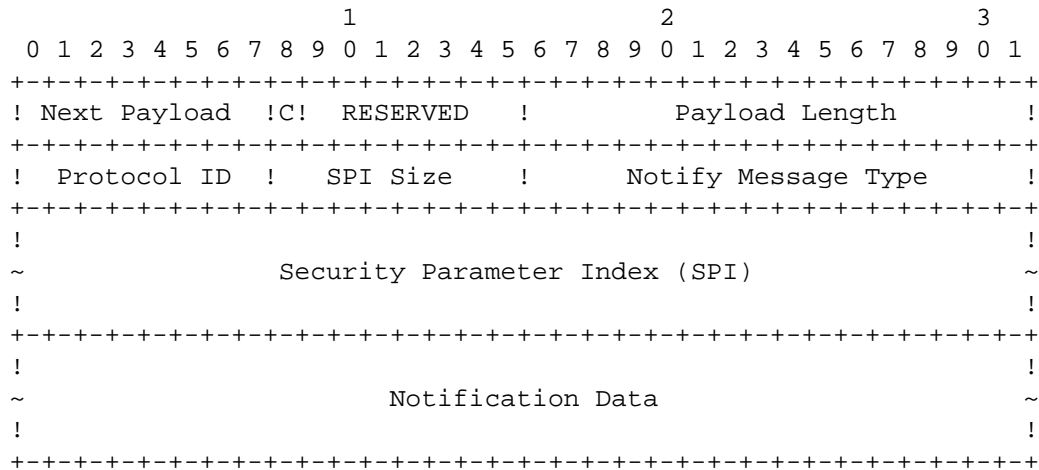 1                   2                   3
 0 1 2 3 4 5 6 7 8 9 0 1 2 3 4 5 6 7 8 9 0 1 2 3 4 5 6 7 8 9 0 1
+-+-+-+-+-+-+-+-+-+-+-+-+-+-+-+-+-+-+-+-+-+-+-+-+-+-+-+-+-+-+-+-+
! Next Payload  !C!  RESERVED   !         Payload Length        !
+-+-+-+-+-+-+-+-+-+-+-+-+-+-+-+-+-+-+-+-+-+-+-+-+-+-+-+-+-+-+-+-+
!  Protocol ID  !   SPI Size    !      Notify Message Type      !
+-+-+-+-+-+-+-+-+-+-+-+-+-+-+-+-+-+-+-+-+-+-+-+-+-+-+-+-+-+-+-+-+
!                                                               !
~                Security Parameter Index (SPI)                 ~
!                                                               !
+-+-+-+-+-+-+-+-+-+-+-+-+-+-+-+-+-+-+-+-+-+-+-+-+-+-+-+-+-+-+-+-+
!                                                               !
~                       Notification Data                       ~
!                                                               !
+-+-+-+-+-+-+-+-+-+-+-+-+-+-+-+-+-+-+-+-+-+-+-+-+-+-+-+-+-+-+-+-+